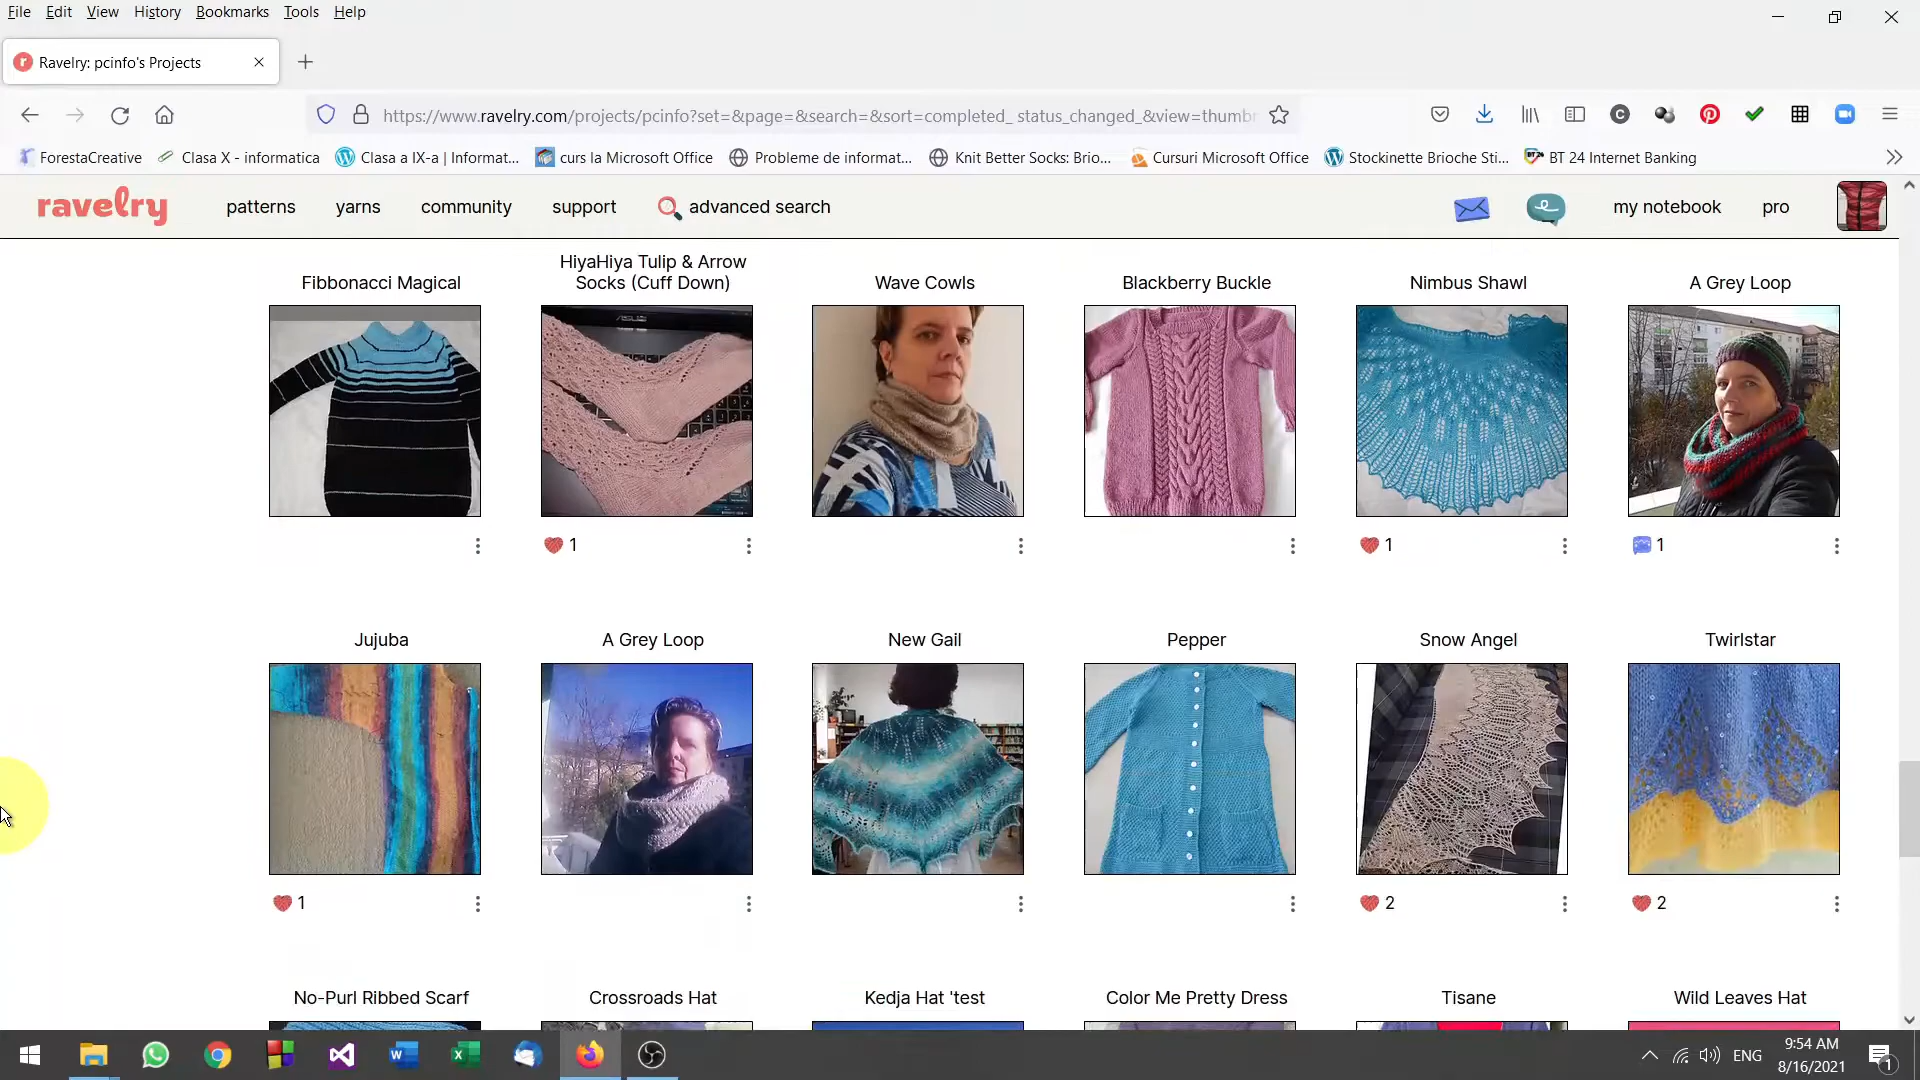 File Edit View History Bookmarks Tools Help
Ravelry: pcinfo's Projects
https://www.ravelry.com/projects/pcinfo?set=&page=&search=&sort=completed_ status_changed_&view=thumbr
ForestaCreative Clasa X - informatica Clasa a IX-a | Informat... curs la Microsoft Office Probleme de informat... Knit Better Socks: Brio... Cursuri Microsoft Office Stockinette Brioche Sti... BT 24 Internet Banking
ravelry patterns yarns community support advanced search my notebook pro
Fibbonacci Magical
HiyaHiya Tulip & Arrow
Socks (Cuff Down)
Wave Cowls
Blackberry Buckle
Nimbus Shawl
A Grey Loop
1
1
1
Jujuba
A Grey Loop
New Gail
Pepper
Snow Angel
Twirlstar
1
2
2
No-Purl Ribbed Scarf
Crossroads Hat
Kedja Hat 'test
Color Me Pretty Dress
Tisane
Wild Leaves Hat
ENG
9:54 AM
8/16/2021
1